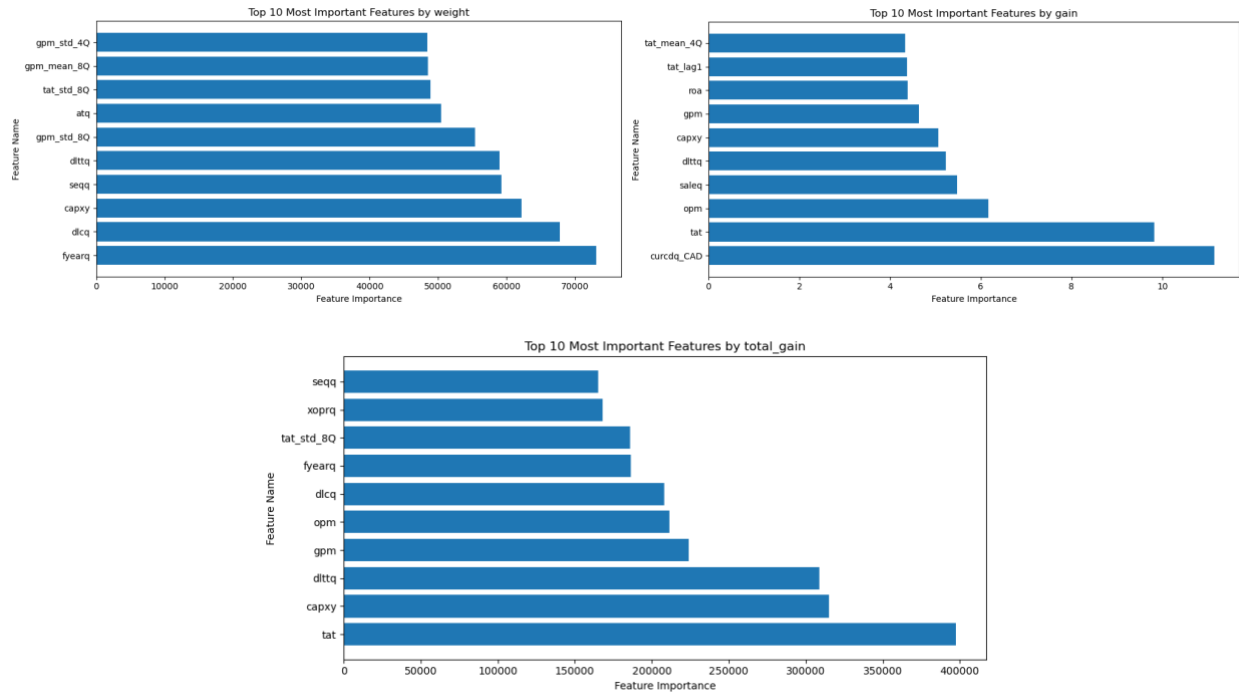 Top 10 Most Important Features by weight
gpm_std_4Q
gpm_mean_8Q
tat_std_8Q
atq
gpm_std_8Q
dlttq
seqq
capxy
dlcq
fyearq
Feature Name
0 10000 20000 30000 40000 50000 60000 70000
Feature Importance
Top 10 Most Important Features by gain
tat_mean_4Q
tat_lag1
roa
gpm
capxy
dlttq
saleq
opm
tat
curcdq_CAD
Feature Name
0 2 4 6 8 10
Feature Importance
Top 10 Most Important Features by total_gain
seqq
xoprq
tat_std_8Q
fyearq
dlcq
opm
gpm
dlttq
capxy
tat
Feature Name
0 50000 100000 150000 200000 250000 300000 350000 400000
Feature Importance